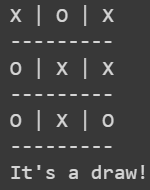 X | O | X
---------
O | X | X
---------
O | X | O
---------
It's a draw!